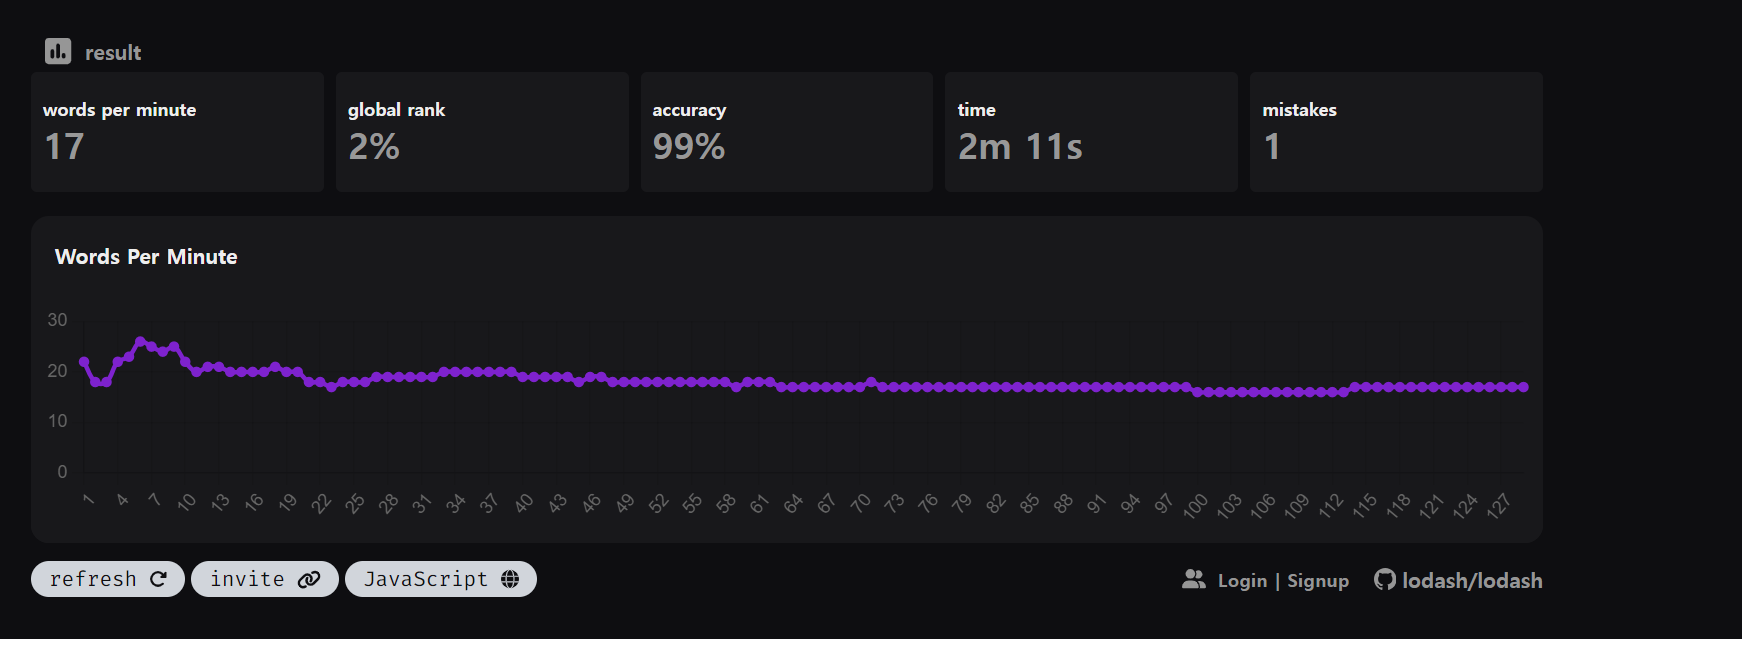 result
words per minute
17
global rank
2%
accuracy
99%
time
2m 11s
mistakes
1
Words Per Minute
30
20
10
0
1 4 7 10 13 16 19 22 25 28 31 34 37 40 43 46 49 52 55 58 61 64 67 70 73 76 79 82 85 88 91 94 97 100 103 106 109 112 115 118 121 124 127
refresh invite JavaScript Login | Signup lodash/lodash